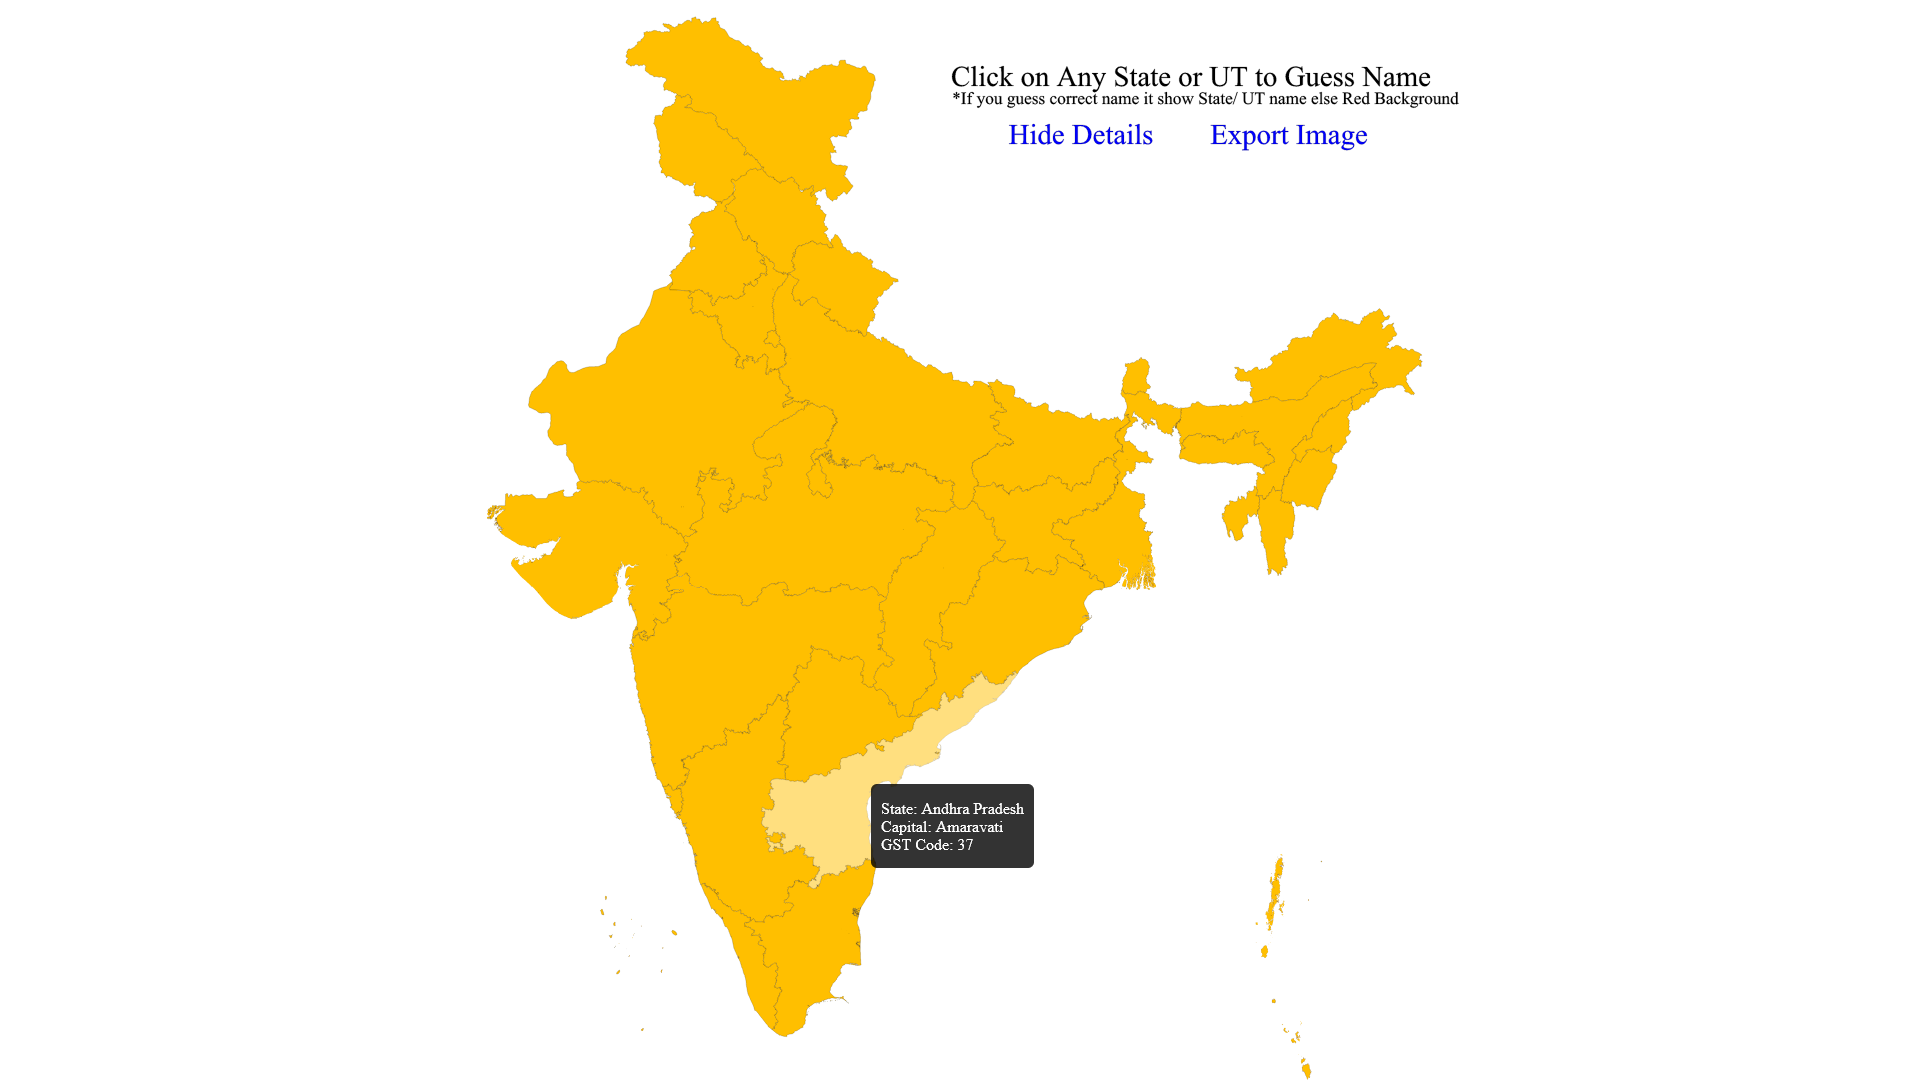 Click on Any State or UT to Guess Name
*If you guess correct name it show State/ UT name else Red Background
Hide Details Export Image
State: Andhra Pradesh
Capital: Amaravati
GST Code: 37